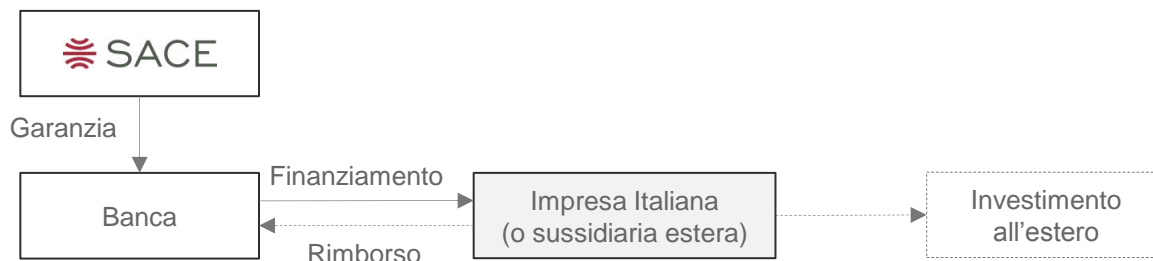 SACE
Garanzia
Banca
Finanziamento
Rimborso
Impresa Italiana
(o sussidiaria estera)
Investimento
all’estero